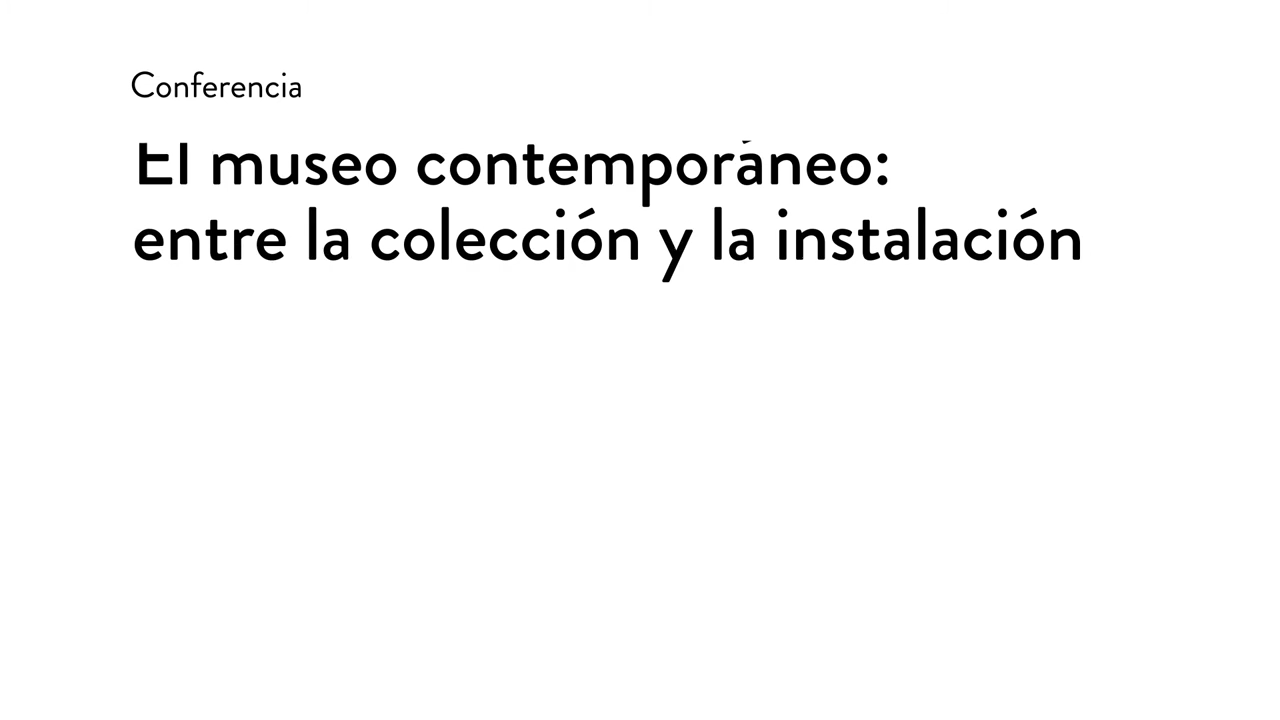 Conferencia
El museo contemporáneo:
entre la colección y la instalación